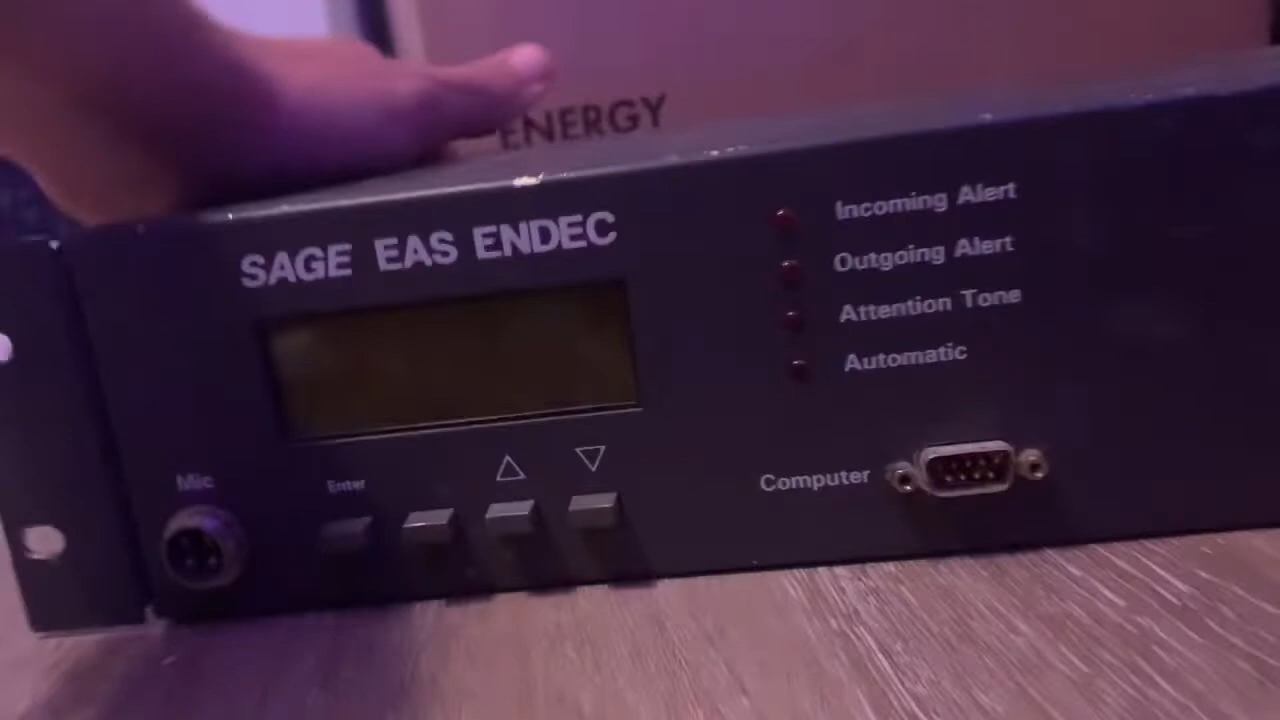 ENERGY
SAGE EAS ENDEC
Incoming Alert
Outgoing Alert
Attention Tone
Automatic
Mic
Enter
Computer